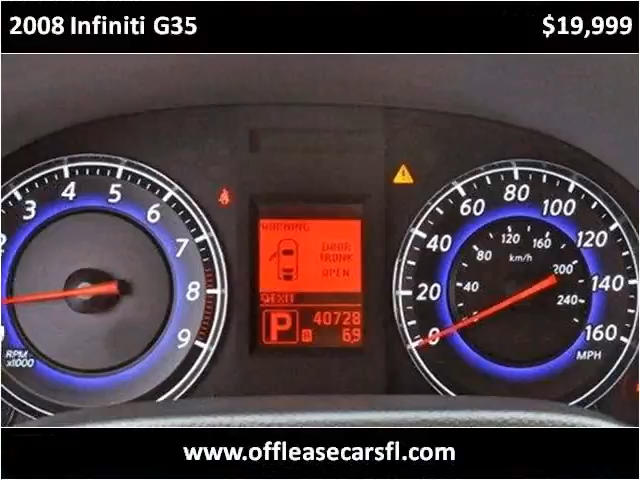 2008 Infiniti G35 $19,999
3 4 5 6 7 8 9
RPM
x1000
WARNING
DOOR
TRUNK
OPEN
EXIT
P 40728
6.9
0 20 40 60 80 100 120 140 160
40 80 120 160 200 240
km/h
MPH
www.offleasecarsfl.com